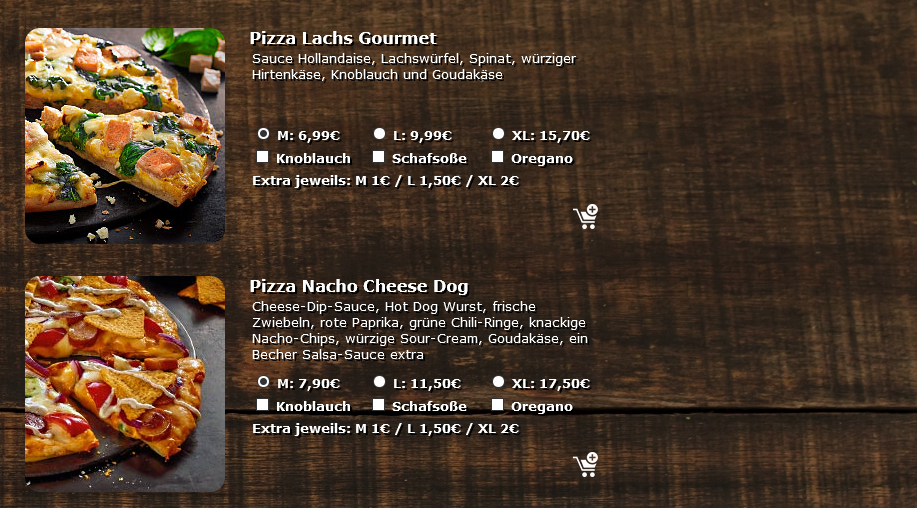 Pizza Lachs Gourmet
Sauce Hollandaise, Lachswürfel, Spinat, würziger
Hirtenkäse, Knoblauch und Goudakäse
M: 6,99€ L: 9,99€ XL: 15,70€
Knoblauch Schafsoße Oregano
Extra jeweils: M 1€ / L 1,50€ / XL 2€
Pizza Nacho Cheese Dog
Cheese-Dip-Sauce, Hot Dog Wurst, frische
Zwiebeln, rote Paprika, grüne Chili-Ringe, knackige
Nacho-Chips, würzige Sour-Cream, Goudakäse, ein
Becher Salsa-Sauce extra
M: 7,90€ L: 11,50€ XL: 17,50€
Knoblauch Schafsoße Oregano
Extra jeweils: M 1€ / L 1,50€ / XL 2€